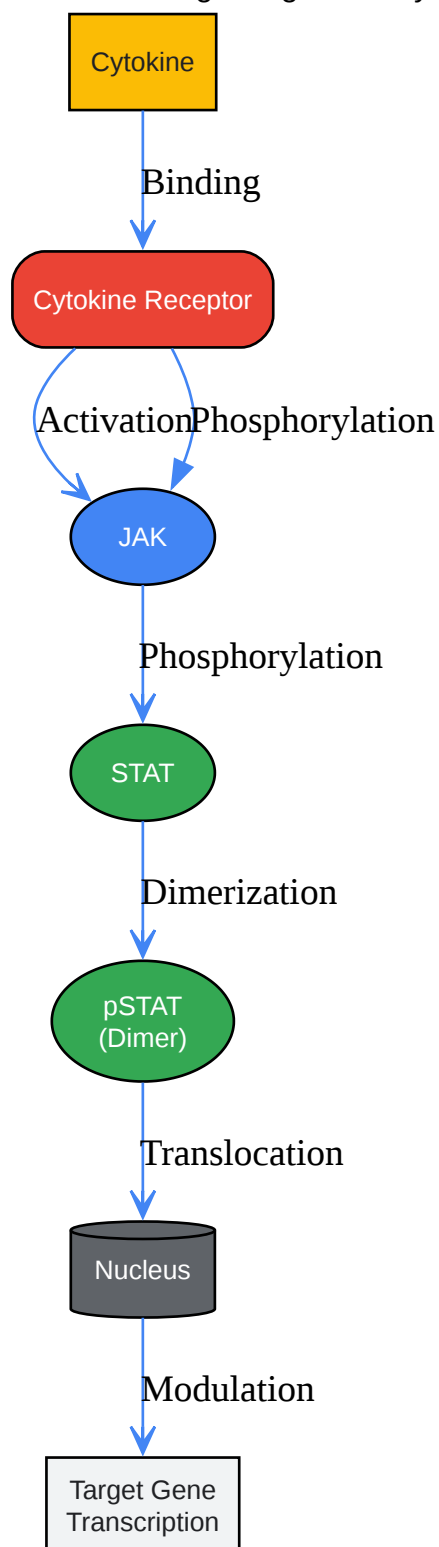 Cytokine
Binding
Cytokine Receptor
Activation
Phosphorylation
JAK
Phosphorylation
STAT
Dimerization
pSTAT
(Dimer)
Translocation
Nucleus
Modulation
Target Gene
Transcription